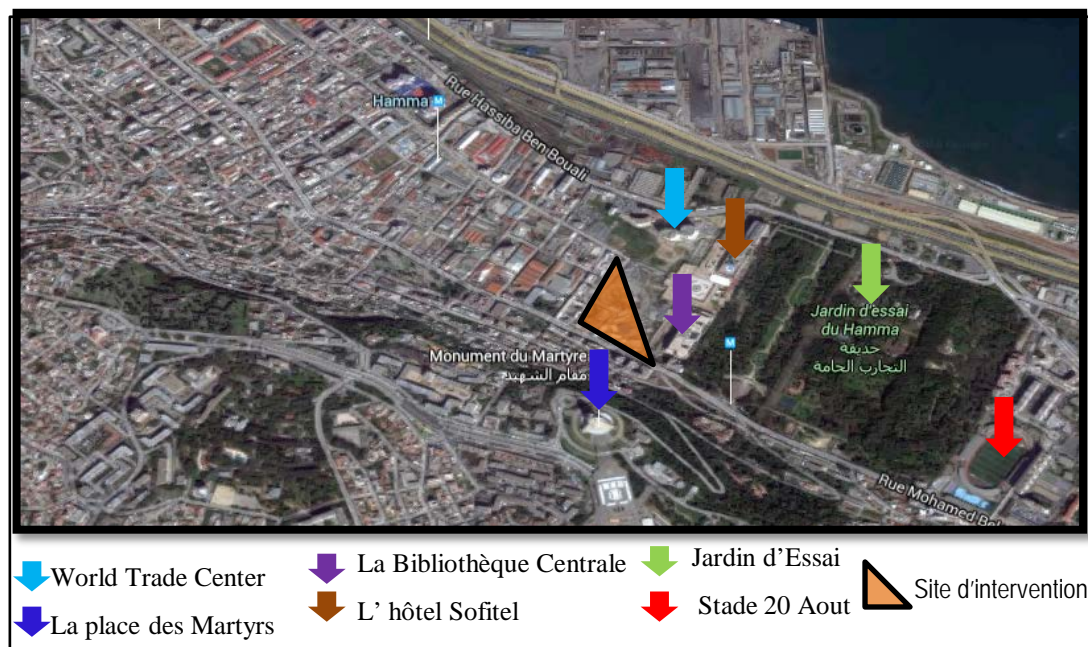 Hamma M
Rue Hassiba Ben Bouali
Jardin d'essai
du Hamma
حديقة
التجارب الحامة
M
Monument du Martyre
مقام الشهيد
Rue Mohamed Bel
World Trade Center
La Bibliothèque Centrale
Jardin d'Essai
Site d'intervention
La place des Martyrs
L' hôtel Sofitel
Stade 20 Aout